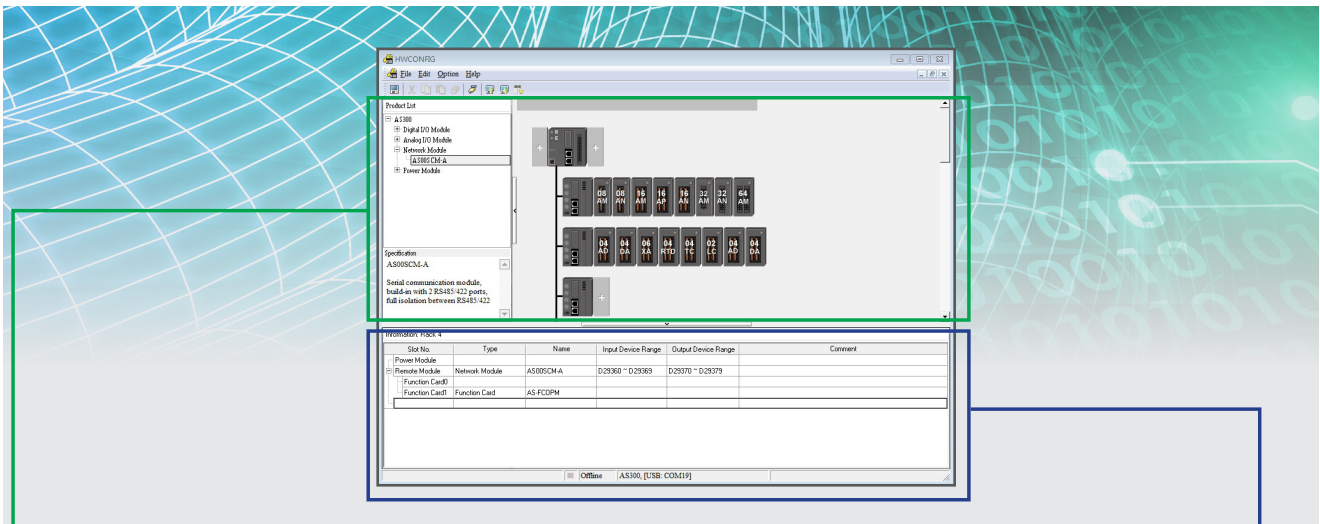 HWCONFIG
File Edit Option Help
Product List
AS300
Digital I/O Module
Analog I/O Module
Network Module
AS00SCM-A
Power Module
08 AM 08 AN 16 AM 16 AP 16 AN 32 AM 32 AN 64 AM
04 AD 04 DA 06 XA 04 RTD 04 TC 02 LC 04 AD 04 DA
Specification
AS00SCM-A
Serial communication module,
build-in with 2 RS485/422 ports,
full isolation between RS485/422
Information: Rack 4
Slot No. Type Name Input Device Range Output Device Range Comment
Power Module
Remote Module Network Module AS00SCM-A D29360 ~ D29369 D29370 ~ D29379
Function Card0
Function Card1 Function Card AS-FCOPM
Offline AS300, [USB: COM19]